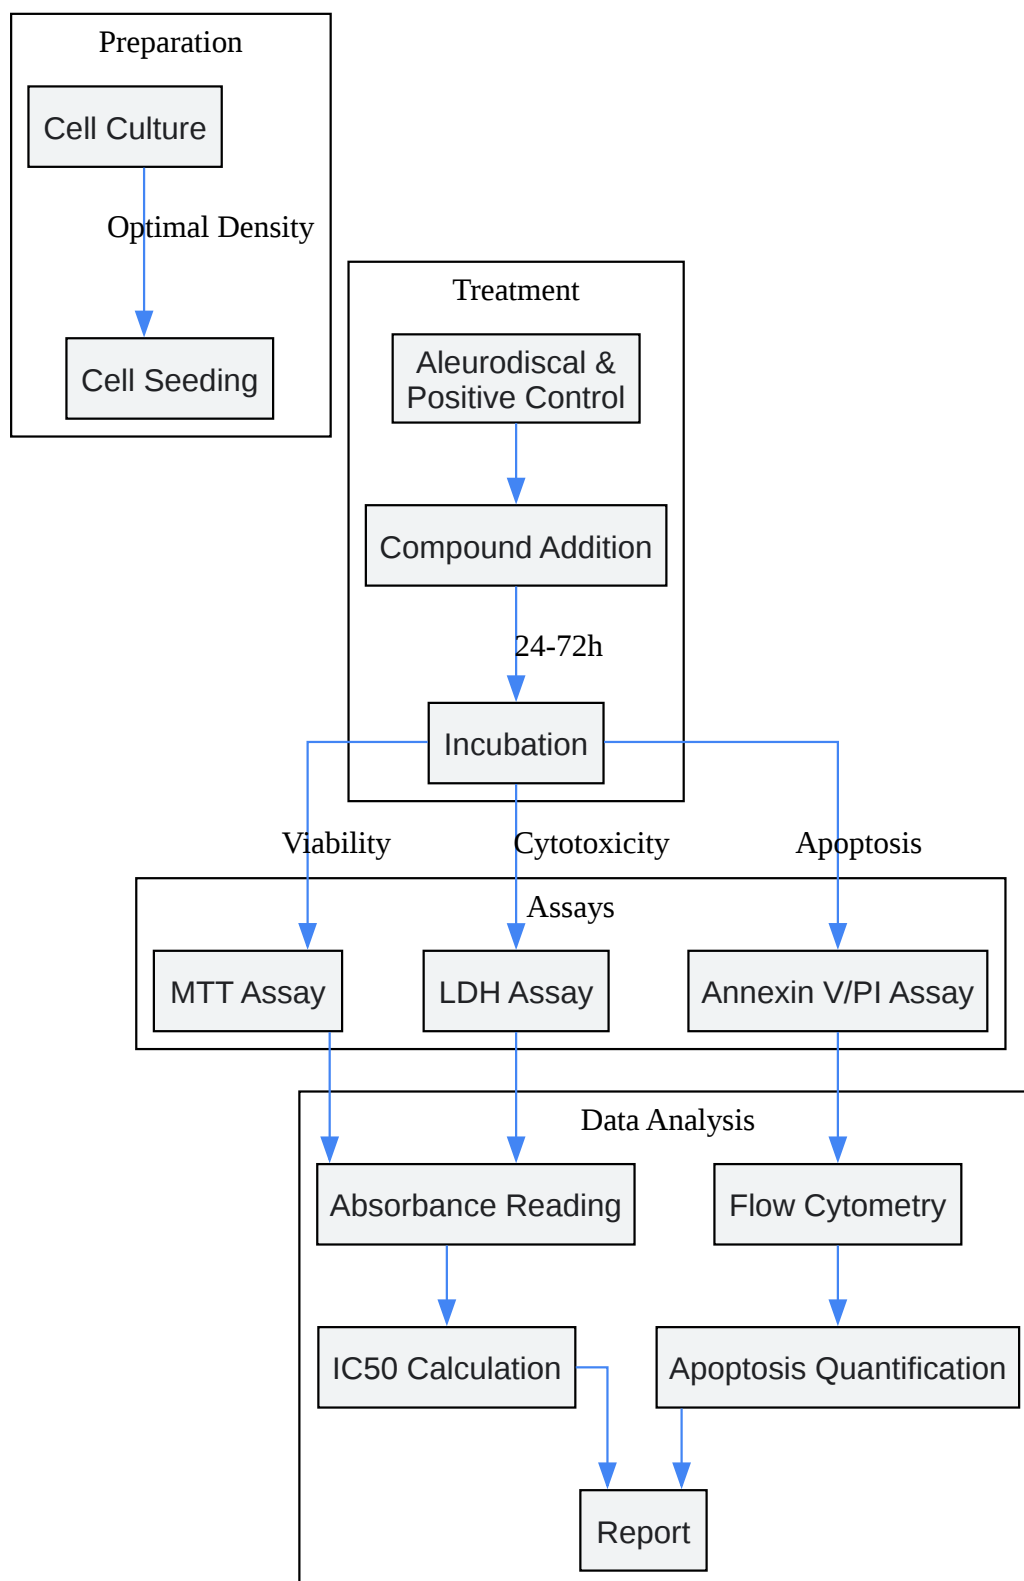 Preparation
Cell Culture
Optimal Density
Cell Seeding
Treatment
Aleurodiscal &
Positive Control
Compound Addition
24-72h
Incubation
Viability
Cytotoxicity
Apoptosis
Assays
MTT Assay
LDH Assay
Annexin V/PI Assay
Data Analysis
Absorbance Reading
Flow Cytometry
IC50 Calculation
Apoptosis Quantification
Report